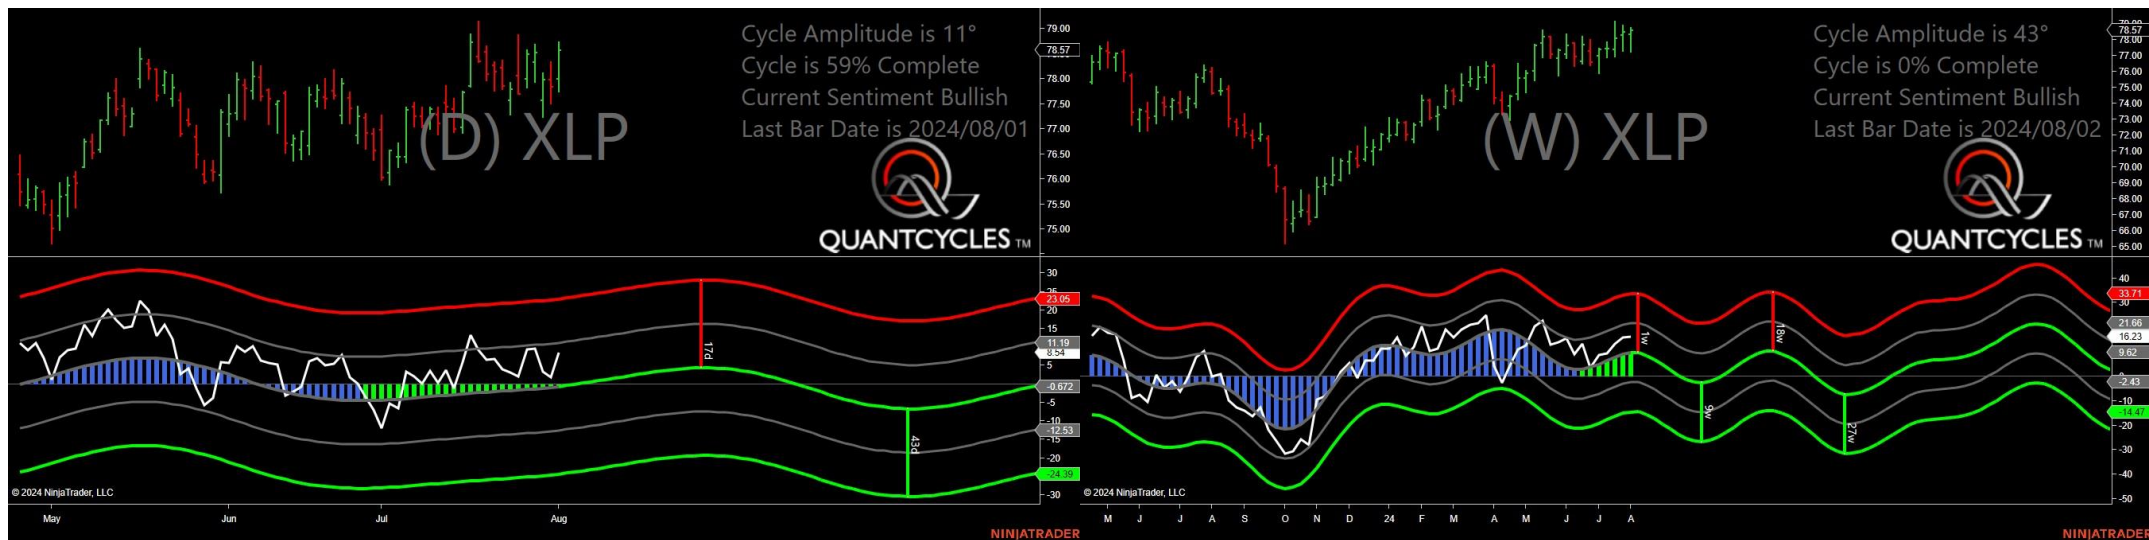 Cycle Amplitude is 11°
Cycle is 59% Complete
Current Sentiment Bullish
Last Bar Date is 2024/08/01
(D) XLP
QUANTCYCLES TM
79.00
78.57
78.00
77.50
77.00
76.50
76.00
75.50
75.00
30
25
23.05
20
15
11.19
8.54
5
-0.672
-5
-10
-12.53
-15
20
-24.39
-30
17d
43d
© 2024 NinjaTrader, LLC
May Jun Jul Aug
NINJATRADER
Cycle Amplitude is 43°
Cycle is 0% Complete
Current Sentiment Bullish
Last Bar Date is 2024/08/02
(W) XLP
QUANTCYCLES TM
79.00
78.57
78.00
77.00
76.00
75.00
74.00
73.00
72.00
71.00
70.00
69.00
68.00
67.00
66.00
65.00
40
33.71
30
21.66
16.23
9.62
-2.43
-10
-14.47
-20
-30
-40
-50
1w
9w
18w
27w
© 2024 NinjaTrader, LLC
M J J A S O N D 24 F M A M J J A
NINJATRADER